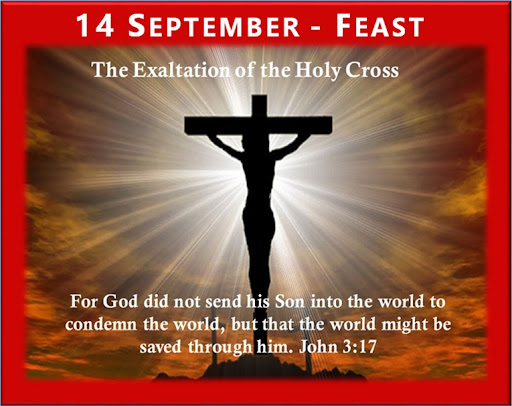 14 SEPTEMBER - FEAST
The Exaltation of the Holy Cross
For God did not send his Son into the world to
condemn the world, but that the world might be
saved through him. John 3:17